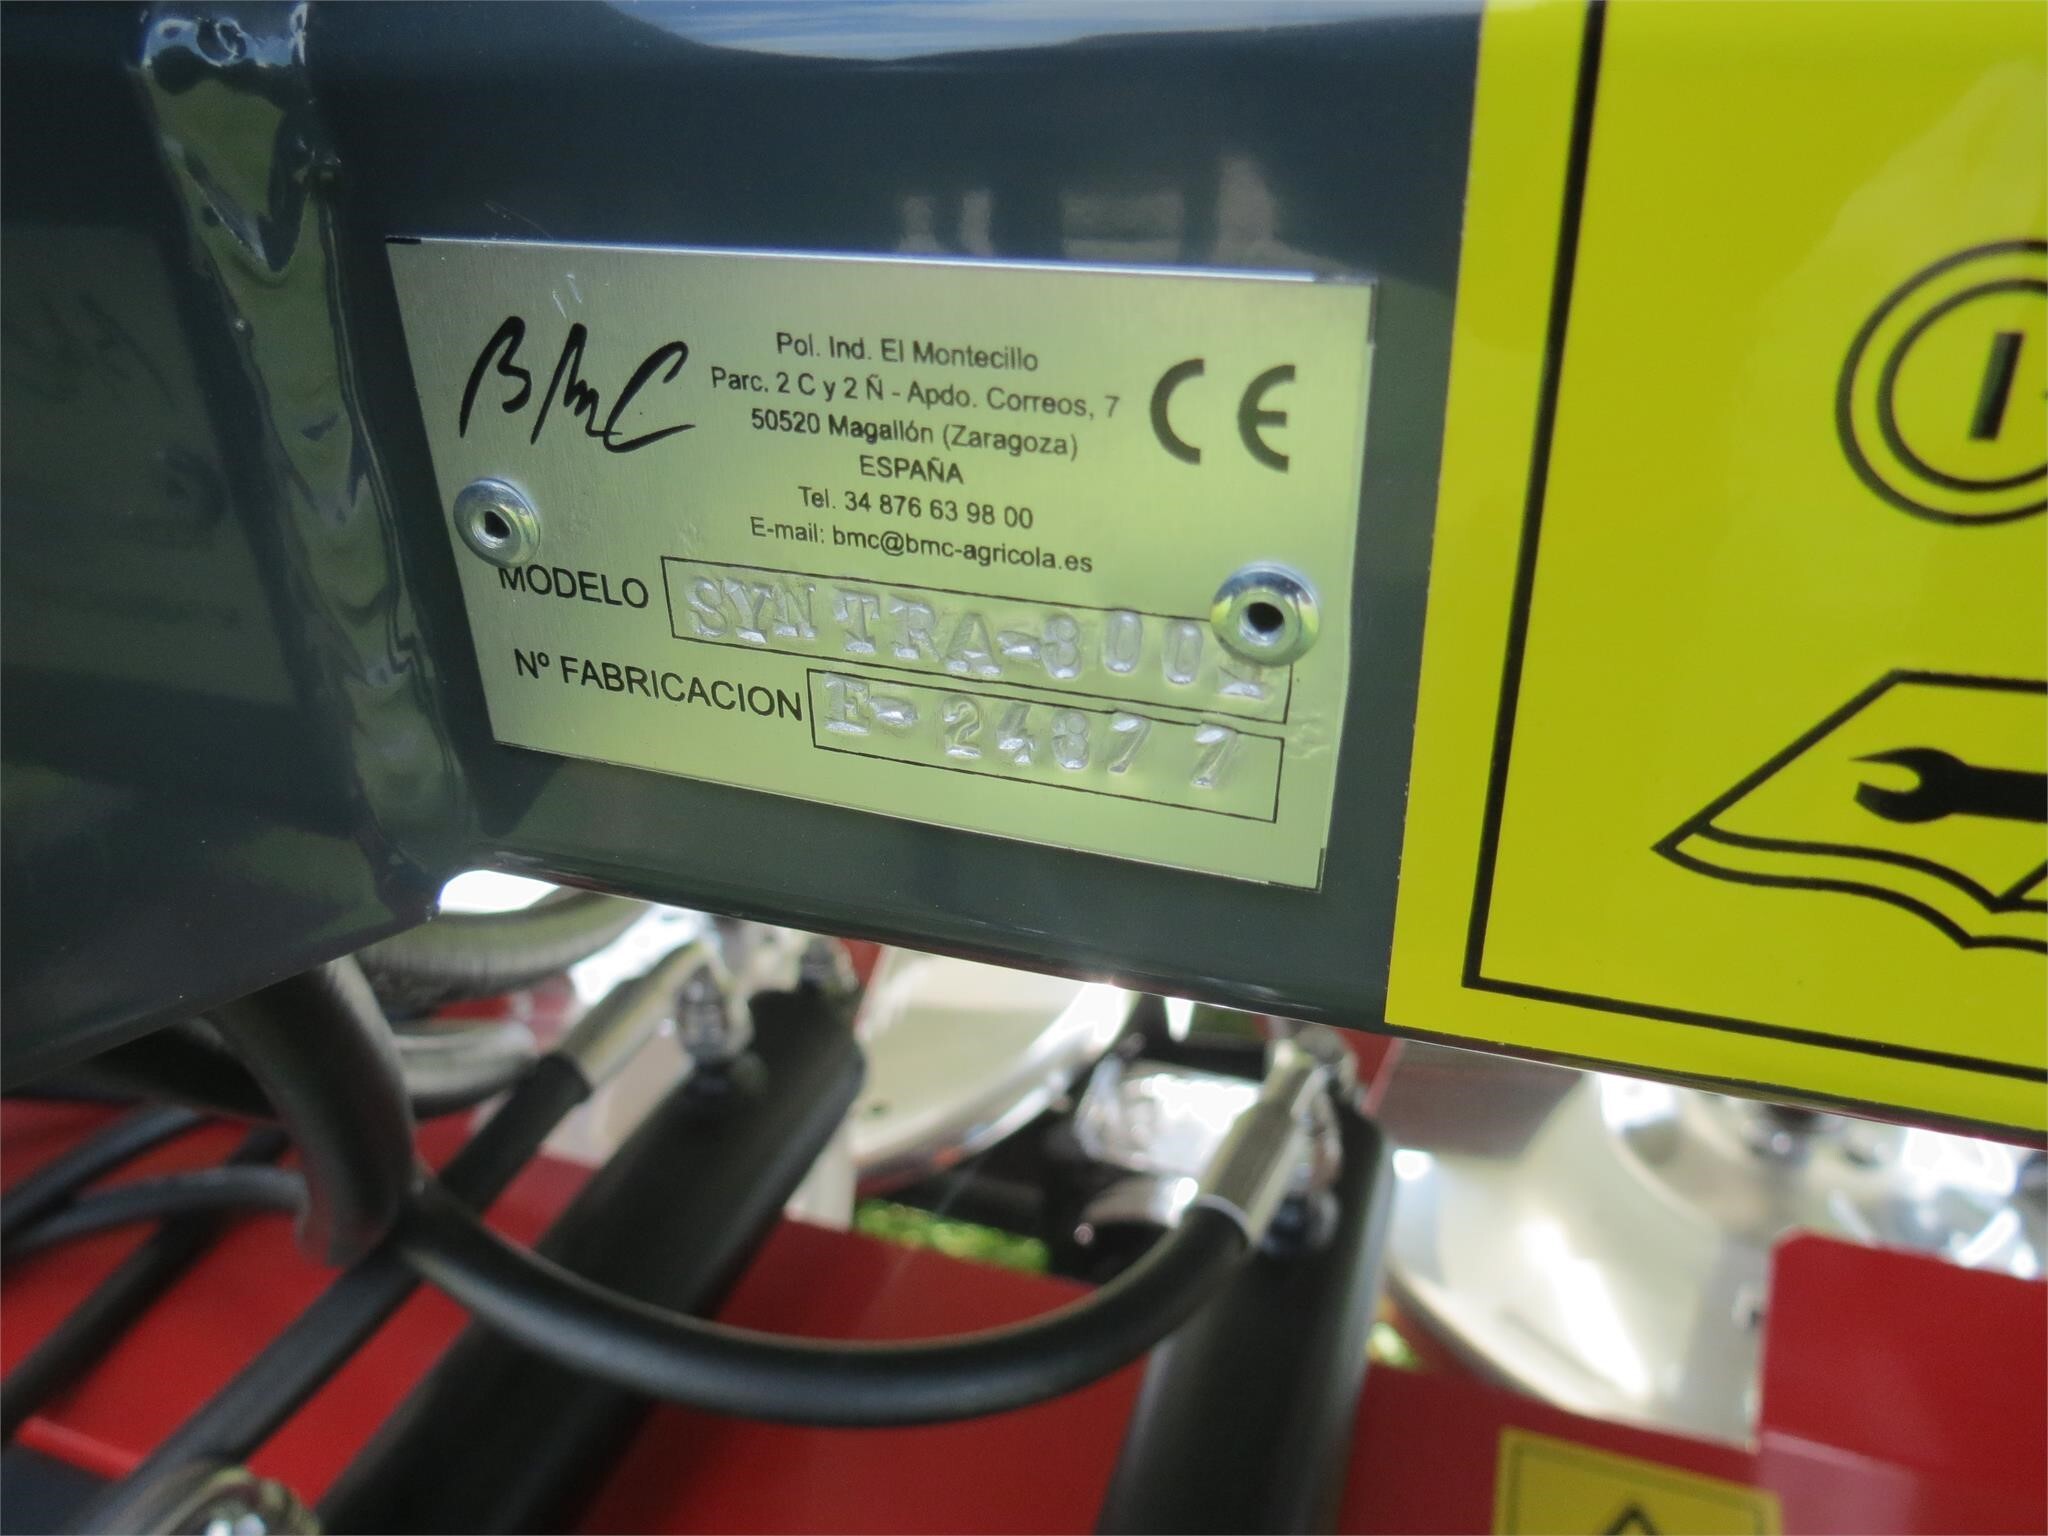 BMC
Pol. Ind. El Montecillo
Parc. 2 C y 2 Ñ - Apdo. Correos, 7
50520 Magallón (Zaragoza)
ESPAÑA
Tel. 34 876 63 98 00
E-mail: bmc@bmc-agricola.es
CE
MODELO
Nº FABRICACION E-24877